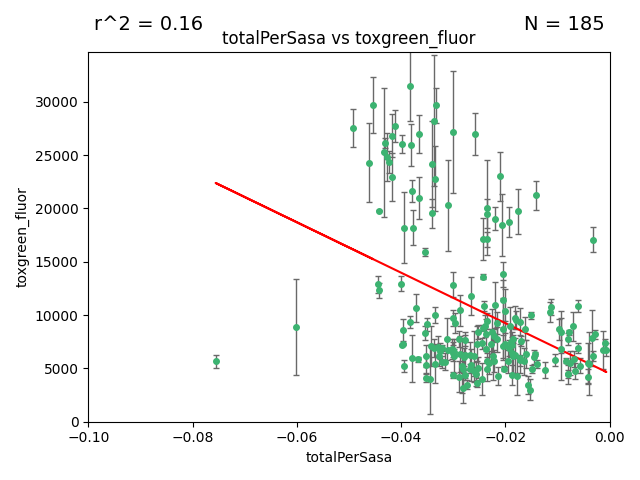 r^2 = 0.16
N = 185
totalPerSasa vs toxgreen_fluor
30000
25000
20000
15000
10000
5000
0
toxgreen_fluor
−0.10
−0.08
−0.06
−0.04
−0.02
0.00
totalPerSasa